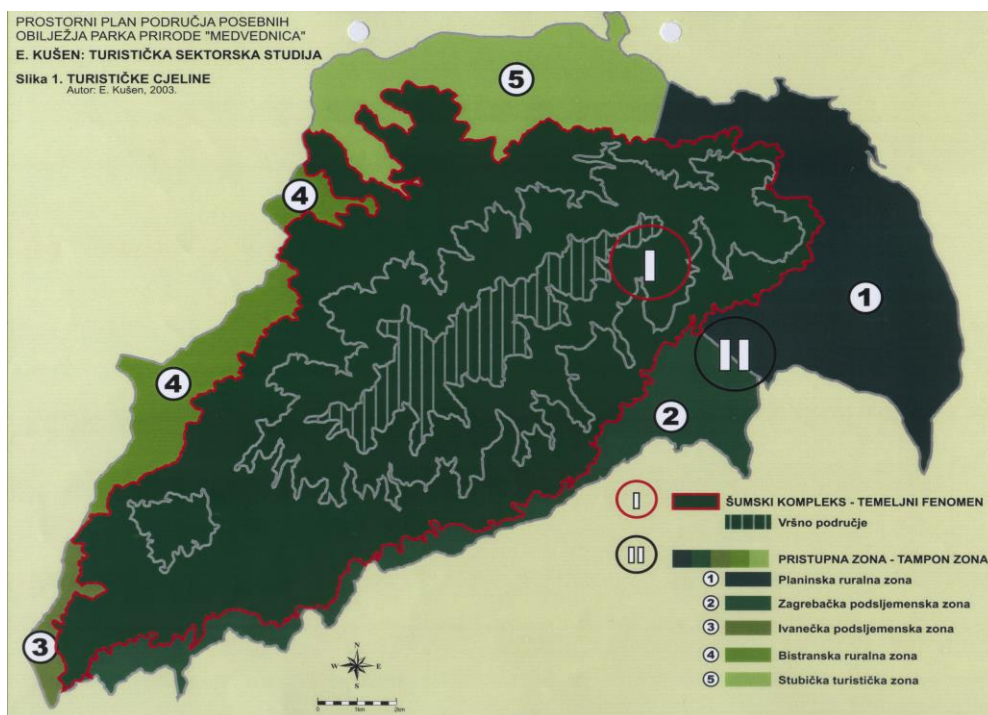 PROSTORNI PLAN PODRUČJA POSEBNIH
OBILJEŽJA PARKA PRIRODE "MEDVEDNICA"
E. KUŠEN: TURISTIČKA SEKTORSKA STUDIJA
Slika 1. TURISTIČKE CJELINE
Autor: E. Kušen, 2003.
5
4
I
1
II
4
2
3
I ŠUMSKI KOMPLEKS - TEMELJNI FENOMEN
Vršno područje
II PRISTUPNA ZONA - TAMPON ZONA
1 Planinska ruralna zona
2 Zagrebačka podsljemenska zona
3 Ivanečka podsljemenska zona
4 Bistranska ruralna zona
5 Stubička turistička zona
N
W E
S
0 1km 2km